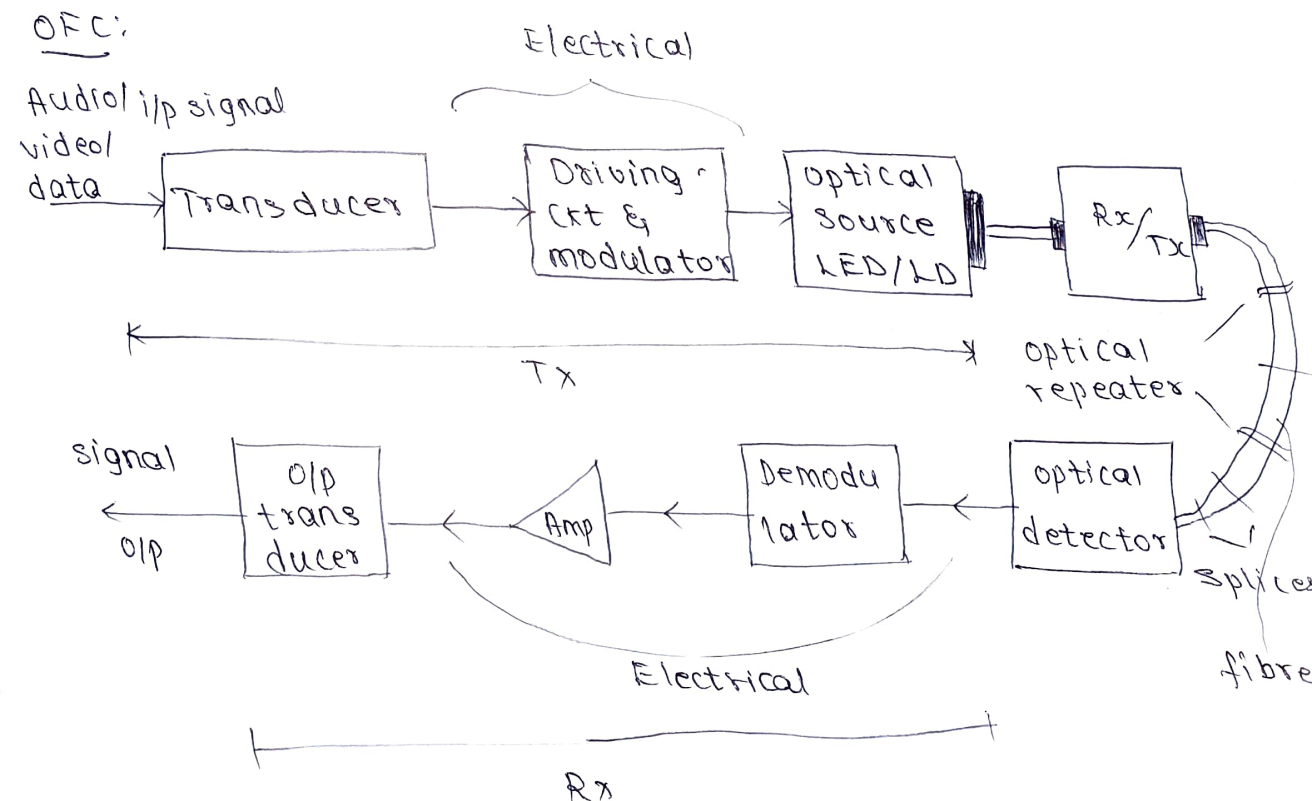 OFC:
Electrical
Audio/ i/p signal
video/
data
Transducer
Driving
Ckt &
modulator
optical
source
LED/LD
Rx/
Tx
Tx
optical
repeater
signal
O/P
O/P
trans
ducer
Amp
Demodu
lator
optical
detector
splices
fibre
Electrical
Rx